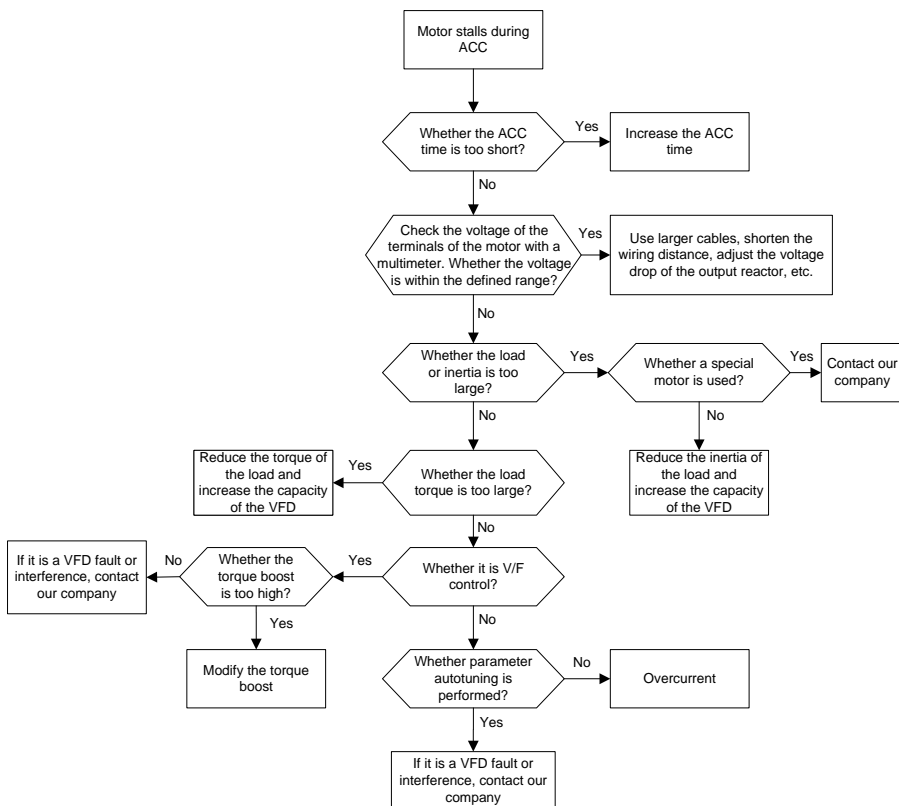 Motor stalls during
ACC
Whether the ACC
time is too short?
Yes
Increase the ACC
time
No
Check the voltage of the
terminals of the motor with a
multimeter. Whether the voltage
is within the defined range?
Yes
Use larger cables, shorten the
wiring distance, adjust the voltage
drop of the output reactor, etc.
No
Whether the load
or inertia is too
large?
Yes
Whether a special
motor is used?
Yes
Contact our
company
No
No
Reduce the torque of
the load and
increase the capacity
of the VFD
Yes
Whether the load
torque is too large?
Reduce the inertia of
the load and
increase the capacity
of the VFD
No
If it is a VFD fault or
interference, contact
our company
No
Whether the
torque boost
is too high?
Yes
Whether it is V/F
control?
Yes
No
Modify the torque
boost
Whether parameter
autotuning is
performed?
No
Overcurrent
Yes
If it is a VFD fault or
interference, contact our
company